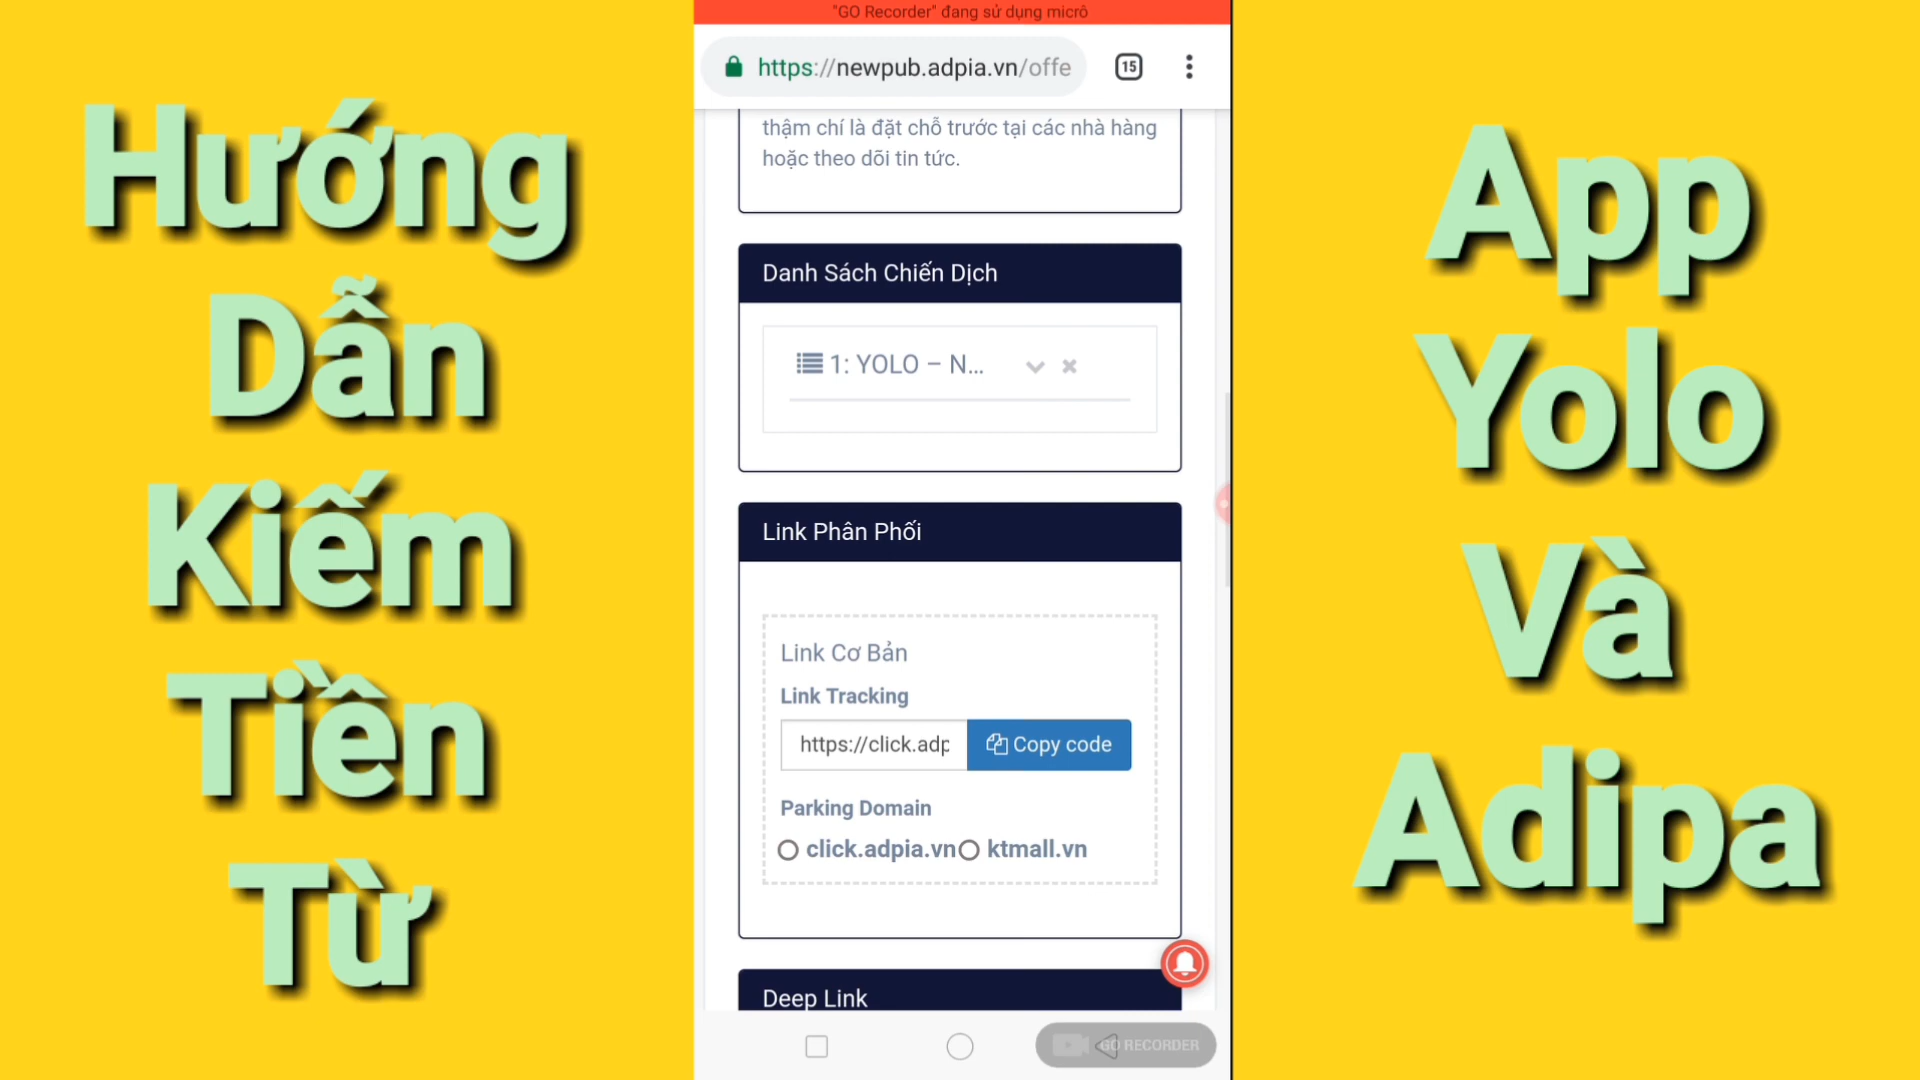 Hướng
Dẫn
Kiếm
Tiền
Từ
"GO Recorder" đang sử dụng micrô
https://newpub.adpia.vn/offe
15
thậm chí là đặt chỗ trước tại các nhà hàng
hoặc theo dõi tin tức.
Danh Sách Chiến Dịch
1: YOLO – N...
Link Phân Phối
Link Cơ Bản
Link Tracking
https://click.adp
Copy code
Parking Domain
click.adpia.vn ktmall.vn
Deep Link
GO RECORDER
App
Yolo
Và
Adipa